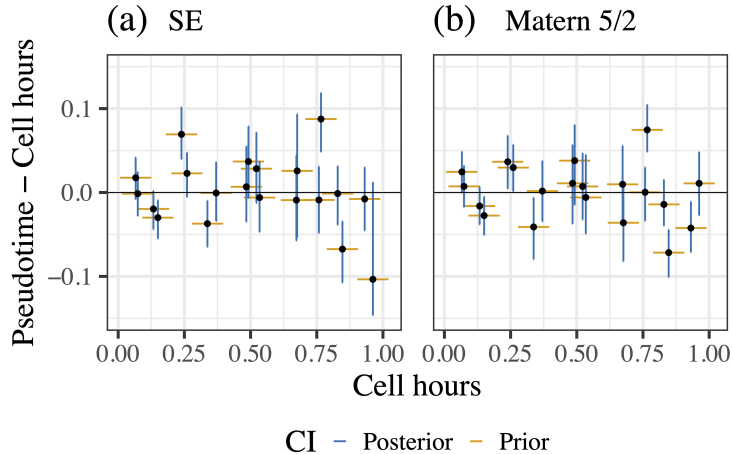 (a) SE
(b) Matern 5/2
Pseudotime − Cell hours
0.1
0.0
−0.1
0.00 0.25 0.50 0.75 1.00
0.00 0.25 0.50 0.75 1.00
Cell hours
CI Posterior Prior